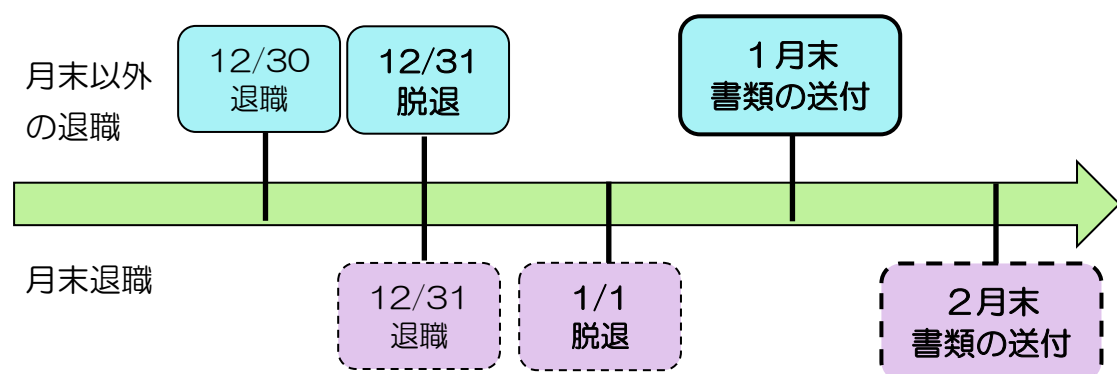 月末以外
の退職
12/30
退職
12/31
脱退
１月末
書類の送付
月末退職
12/31
退職
1/1
脱退
２月末
書類の送付